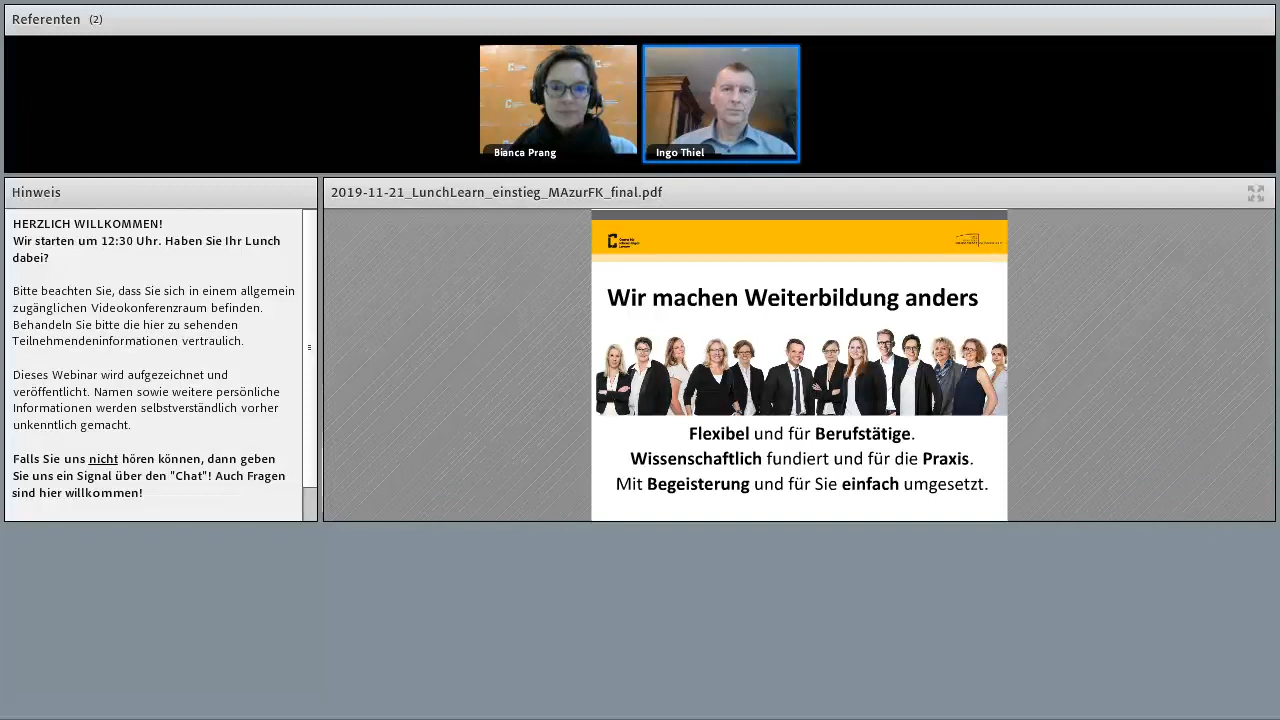 Referenten (2)
Bianca Prang
Ingo Thiel
Hinweis
HERZLICH WILLKOMMEN!
Wir starten um 12:30 Uhr. Haben Sie Ihr Lunch
dabei?
Bitte beachten Sie, dass Sie sich in einem allgemein
zugänglichen Videokonferenzraum befinden.
Behandeln Sie bitte die hier zu sehenden
Teilnehmendeninformationen vertraulich.
Dieses Webinar wird aufgezeichnet und
veröffentlicht. Namen sowie weitere persönliche
Informationen werden selbstverständlich vorher
unkenntlich gemacht.
Falls Sie uns nicht hören können, dann geben
Sie uns ein Signal über den "Chat"! Auch Fragen
sind hier willkommen!
2019-11-21_LunchLearn_einstieg_MAzurFK_final.pdf
Wir machen Weiterbildung anders
Flexibel und für Berufstätige.
Wissenschaftlich fundiert und für die Praxis.
Mit Begeisterung und für Sie einfach umgesetzt.